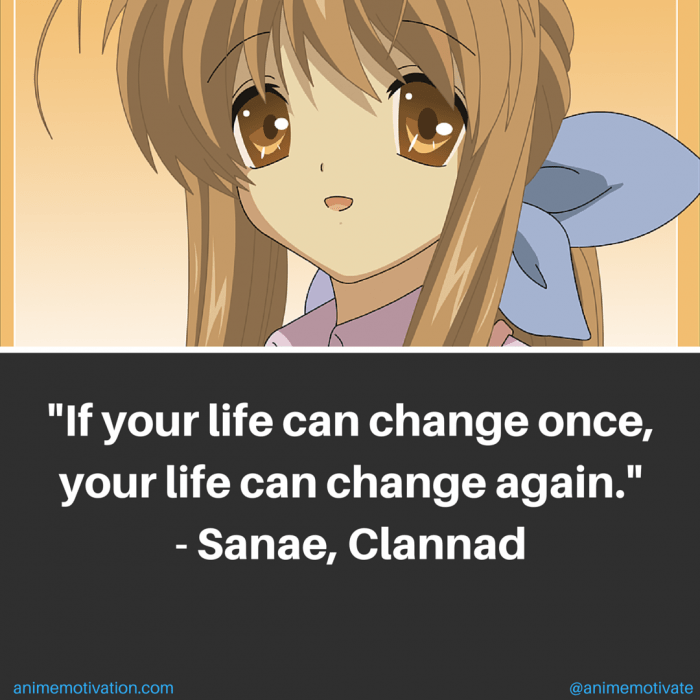 "If your life can change once,
your life can change again."
- Sanae, Clannad
animemotivation.com
@animemotivate